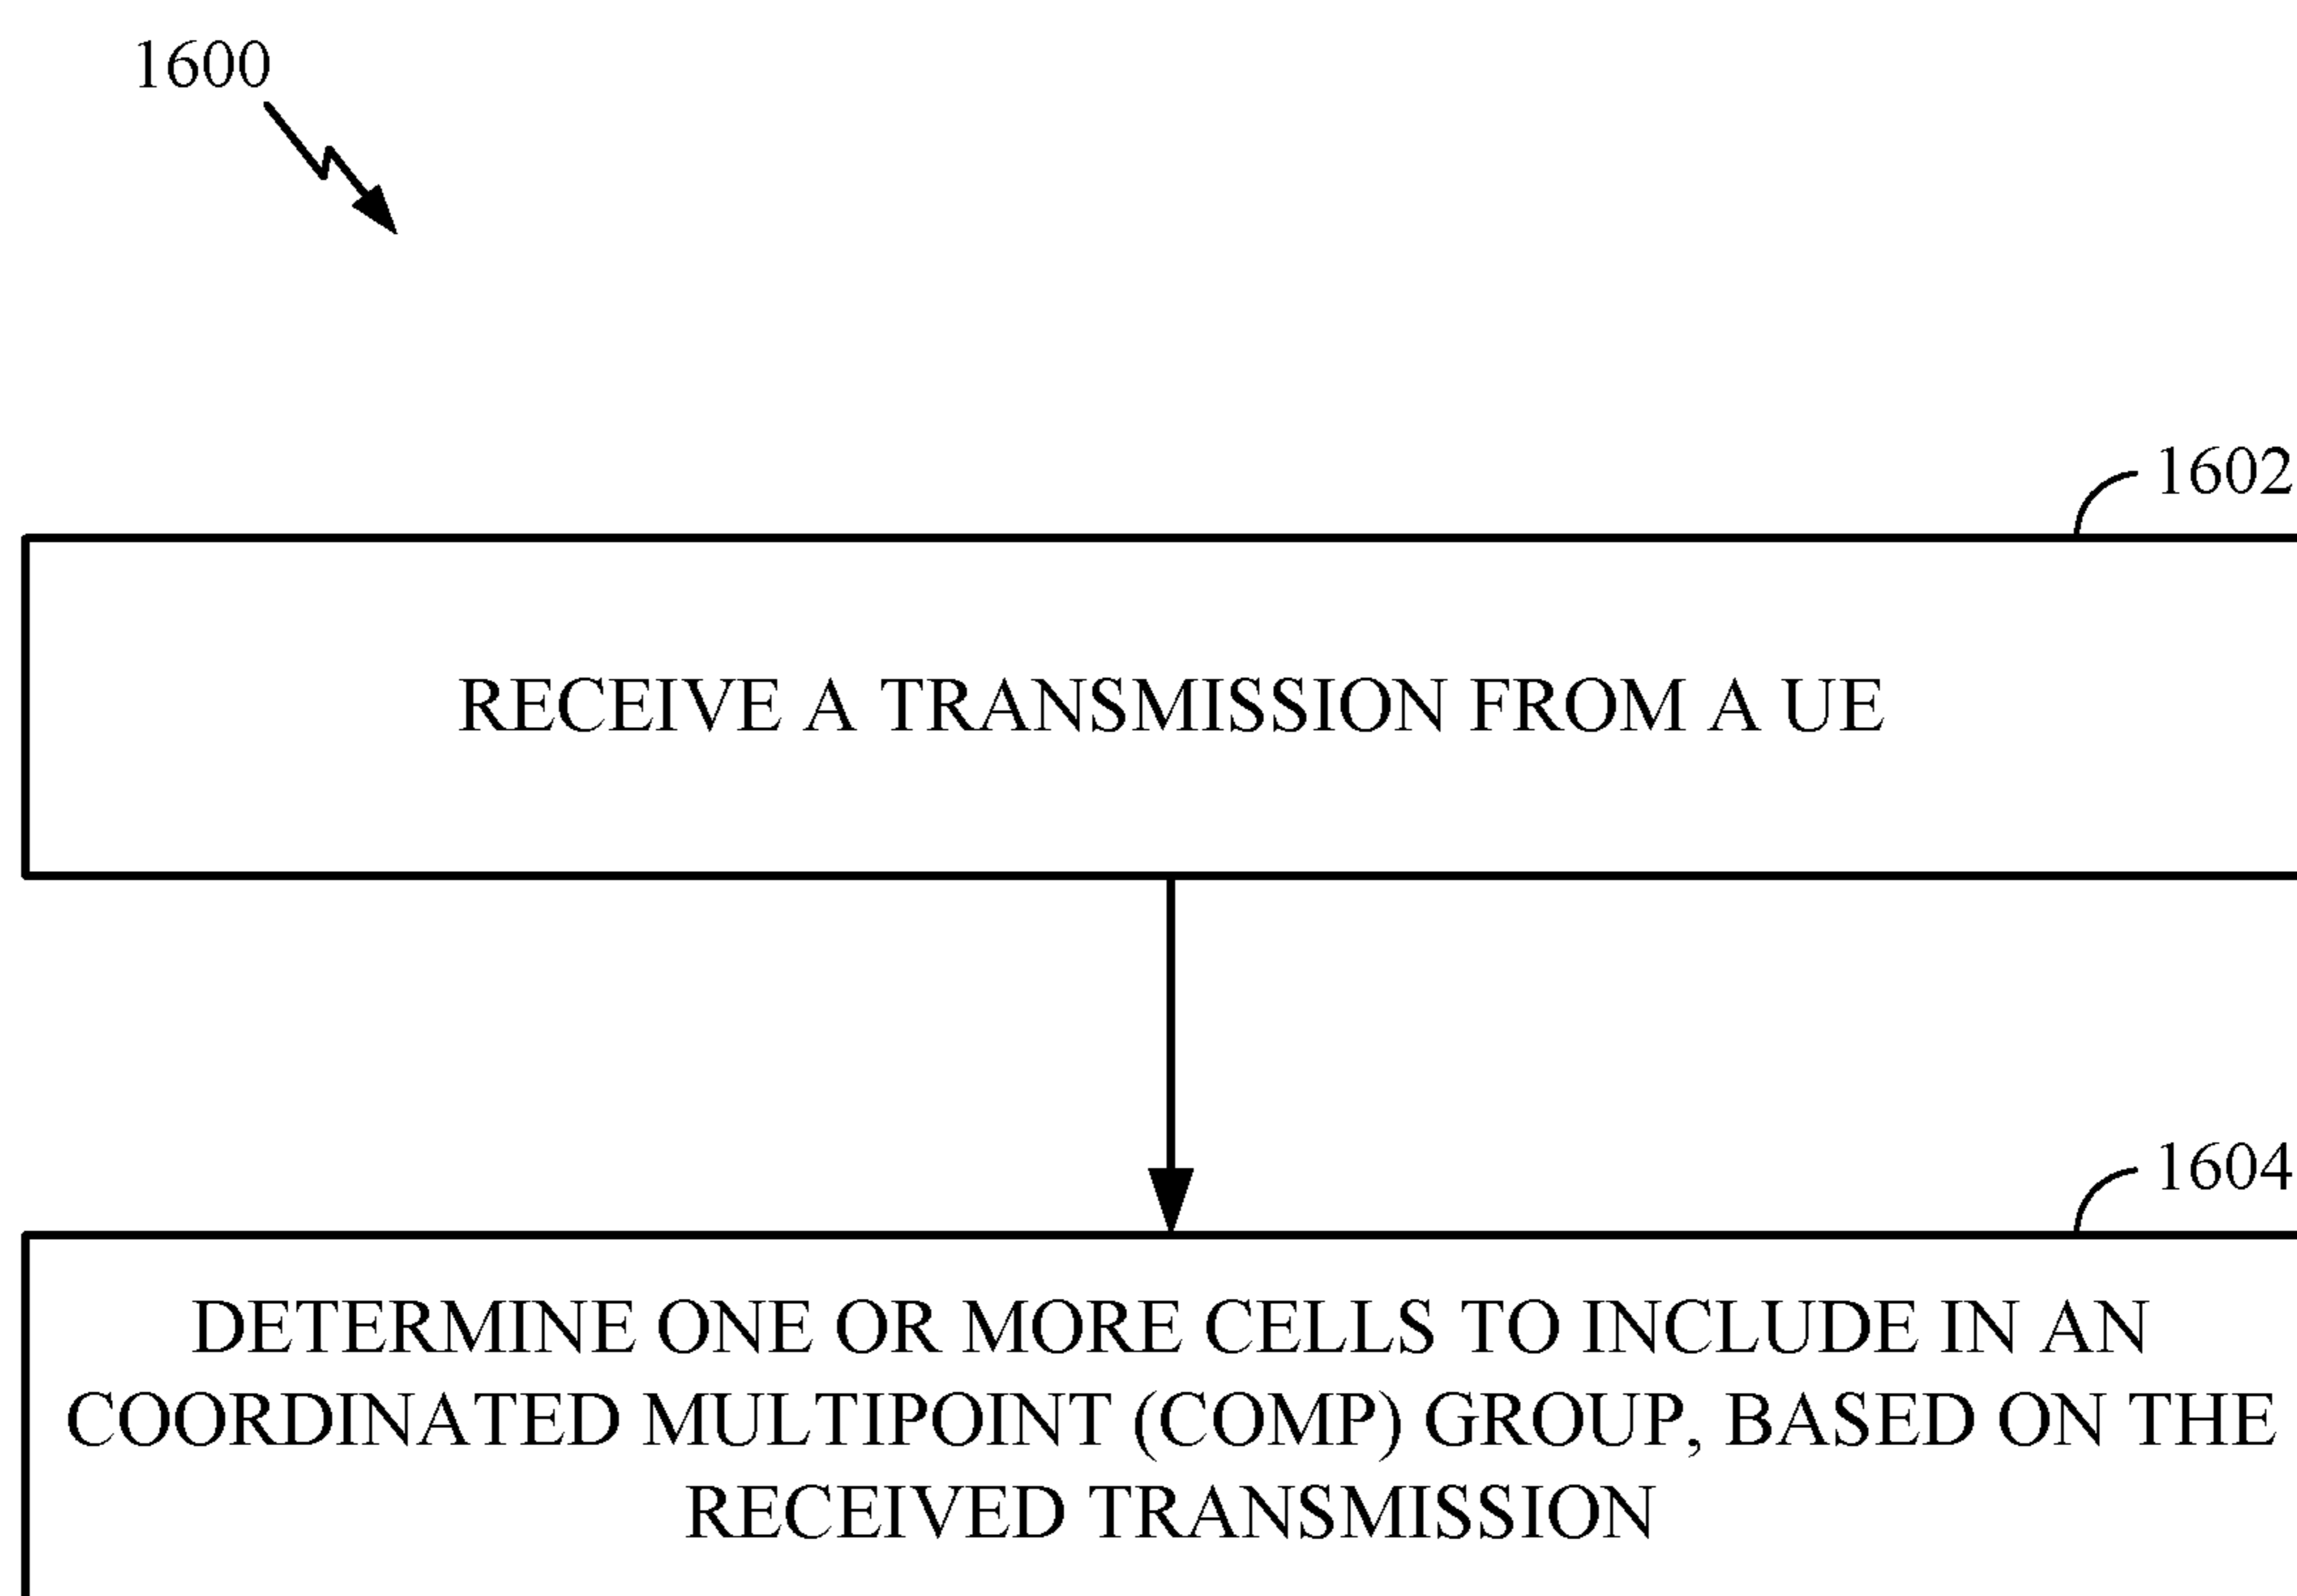 1600
1602
RECEIVE A TRANSMISSION FROM A UE
1604
DETERMINE ONE OR MORE CELLS TO INCLUDE IN AN
COORDINATED MULTIPOINT (COMP) GROUP, BASED ON THE
RECEIVED TRANSMISSION